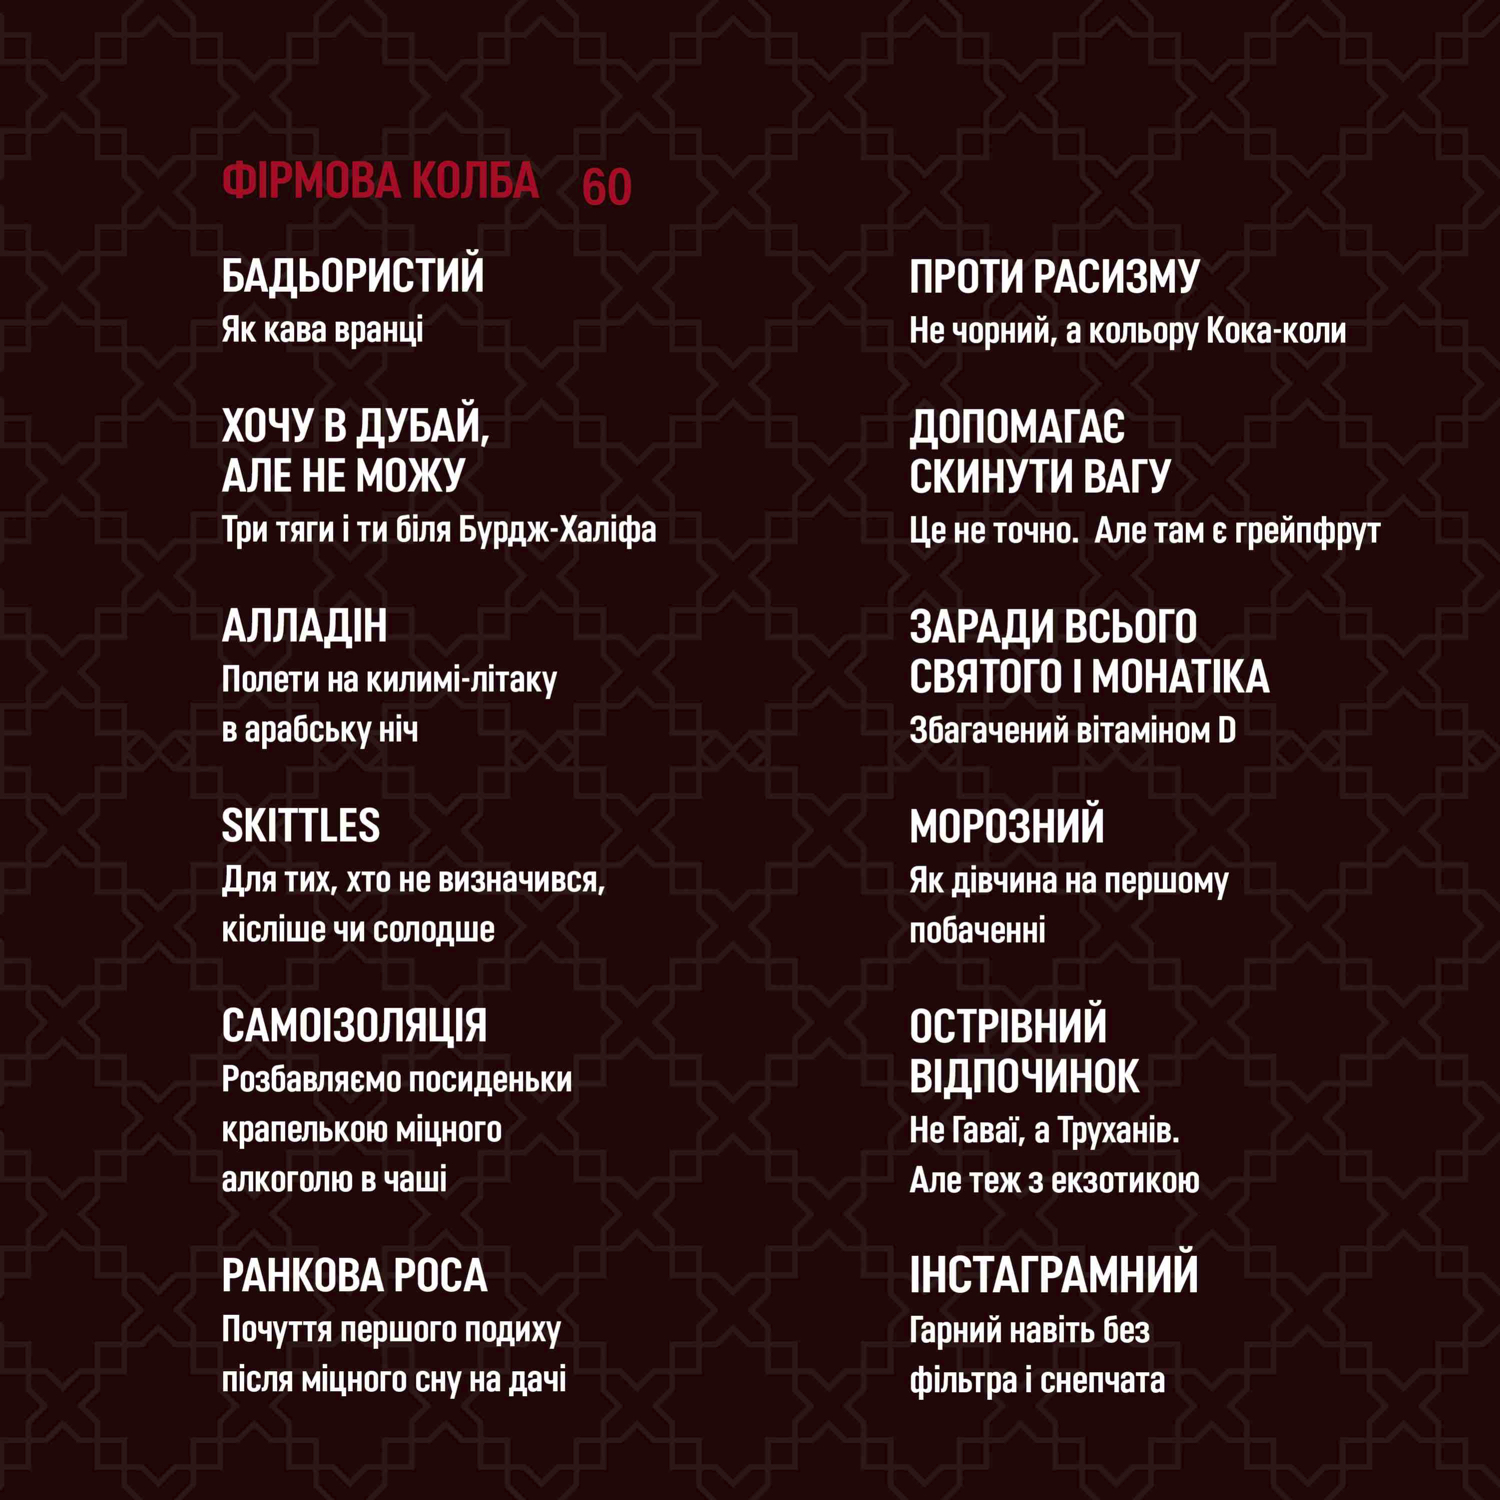 ФІРМОВА КОЛБА 60
БАДЬОРИСТИЙ
Як кава вранці
ХОЧУ В ДУБАЙ,
АЛЕ НЕ МОЖУ
Три тяги і ти біля Бурдж-Халіфа
АЛЛАДІН
Полети на килимі-літаку
в арабську ніч
SKITTLES
Для тих, хто не визначився,
кісліше чи солодше
САМОІЗОЛЯЦІЯ
Розбавляємо посиденьки
крапелькою міцного
алкоголю в чаші
РАНКОВА РОСА
Почуття першого подиху
після міцного сну на дачі
ПРОТИ РАСИЗМУ
Не чорний, а кольору Кока-коли
ДОПОМАГАЄ
СКИНУТИ ВАГУ
Це не точно. Але там є грейпфрут
ЗАРАДИ ВСЬОГО
СВЯТОГО І МОНАТІКА
Збагачений вітаміном D
МОРОЗНИЙ
Як дівчина на першому
побаченні
ОСТРІВНИЙ
ВІДПОЧИНОК
Не Гаваї, а Труханів.
Але теж з екзотикою
ІНСТАГРАМНИЙ
Гарний навіть без
фільтра і снепчата